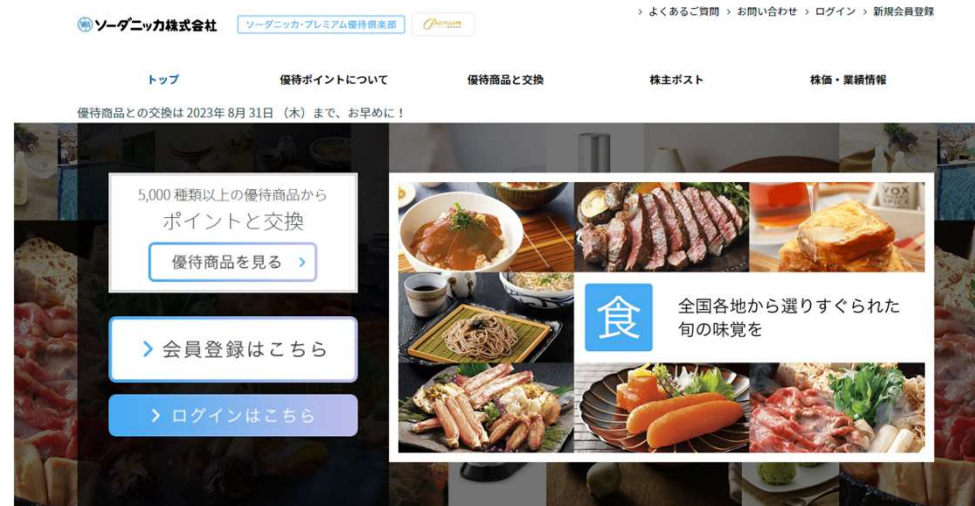 ソーダニッカ株式会社
ソーダニッカ・プレミアム優待倶楽部
Premium
> よくあるご質問 > お問い合わせ > ログイン > 新規会員登録
トップ
優待ポイントについて
優待商品と交換
株主ポスト
株価・業績情報
優待商品との交換は 2023年 8月 31日 (木) まで、お早めに!
5,000 種類以上の優待商品から
ポイントと交換
優待商品を見る >
> 会員登録はこちら
> ログインはこちら
食
全国各地から選りすぐられた
旬の味覚を
VOX
SPICE